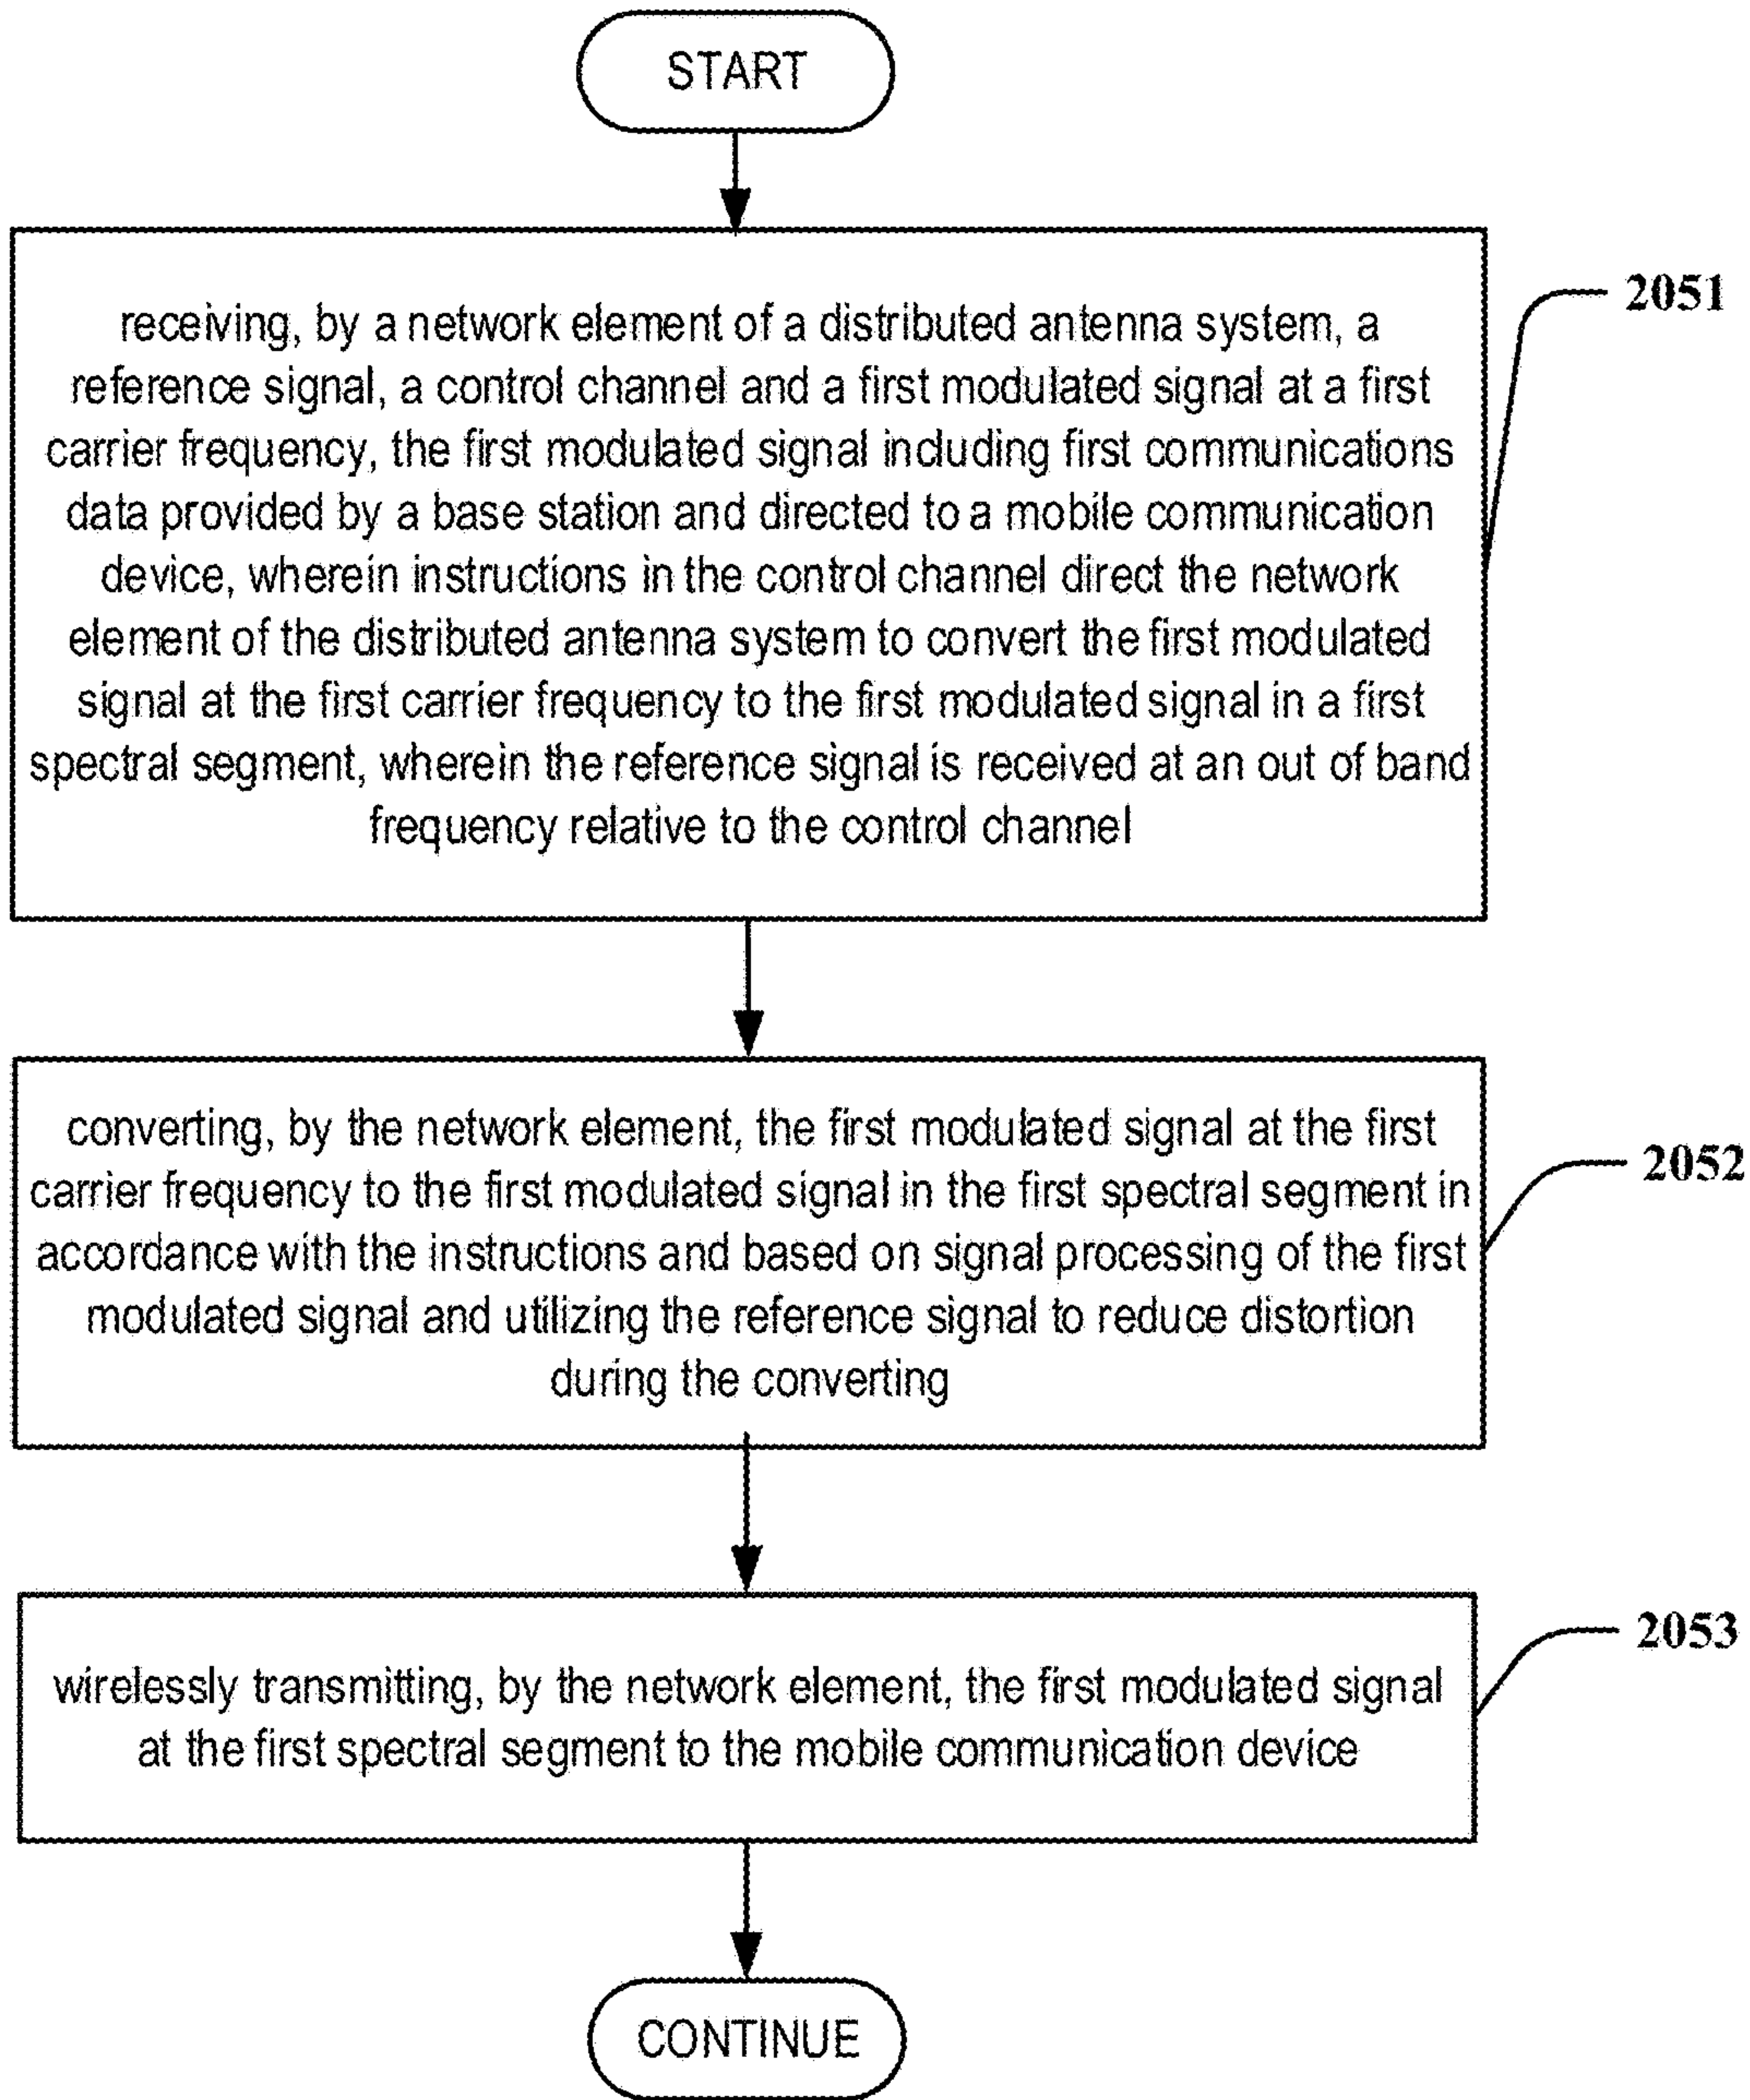 START
receiving, by a network element of a distributed antenna system, a
reference signal, a control channel and a first modulated signal at a first
carrier frequency, the first modulated signal including first communications
data provided by a base station and directed to a mobile communication
device, wherein instructions in the control channel direct the network
element of the distributed antenna system to convert the first modulated
signal at the first carrier frequency to the first modulated signal in a first
spectral segment, wherein the reference signal is received at an out of band
frequency relative to the control channel
2051
converting, by the network element, the first modulated signal at the first
carrier frequency to the first modulated signal in the first spectral segment in
accordance with the instructions and based on signal processing of the first
modulated signal and utilizing the reference signal to reduce distortion
during the converting
2052
wirelessly transmitting, by the network element, the first modulated signal
at the first spectral segment to the mobile communication device
2053
CONTINUE